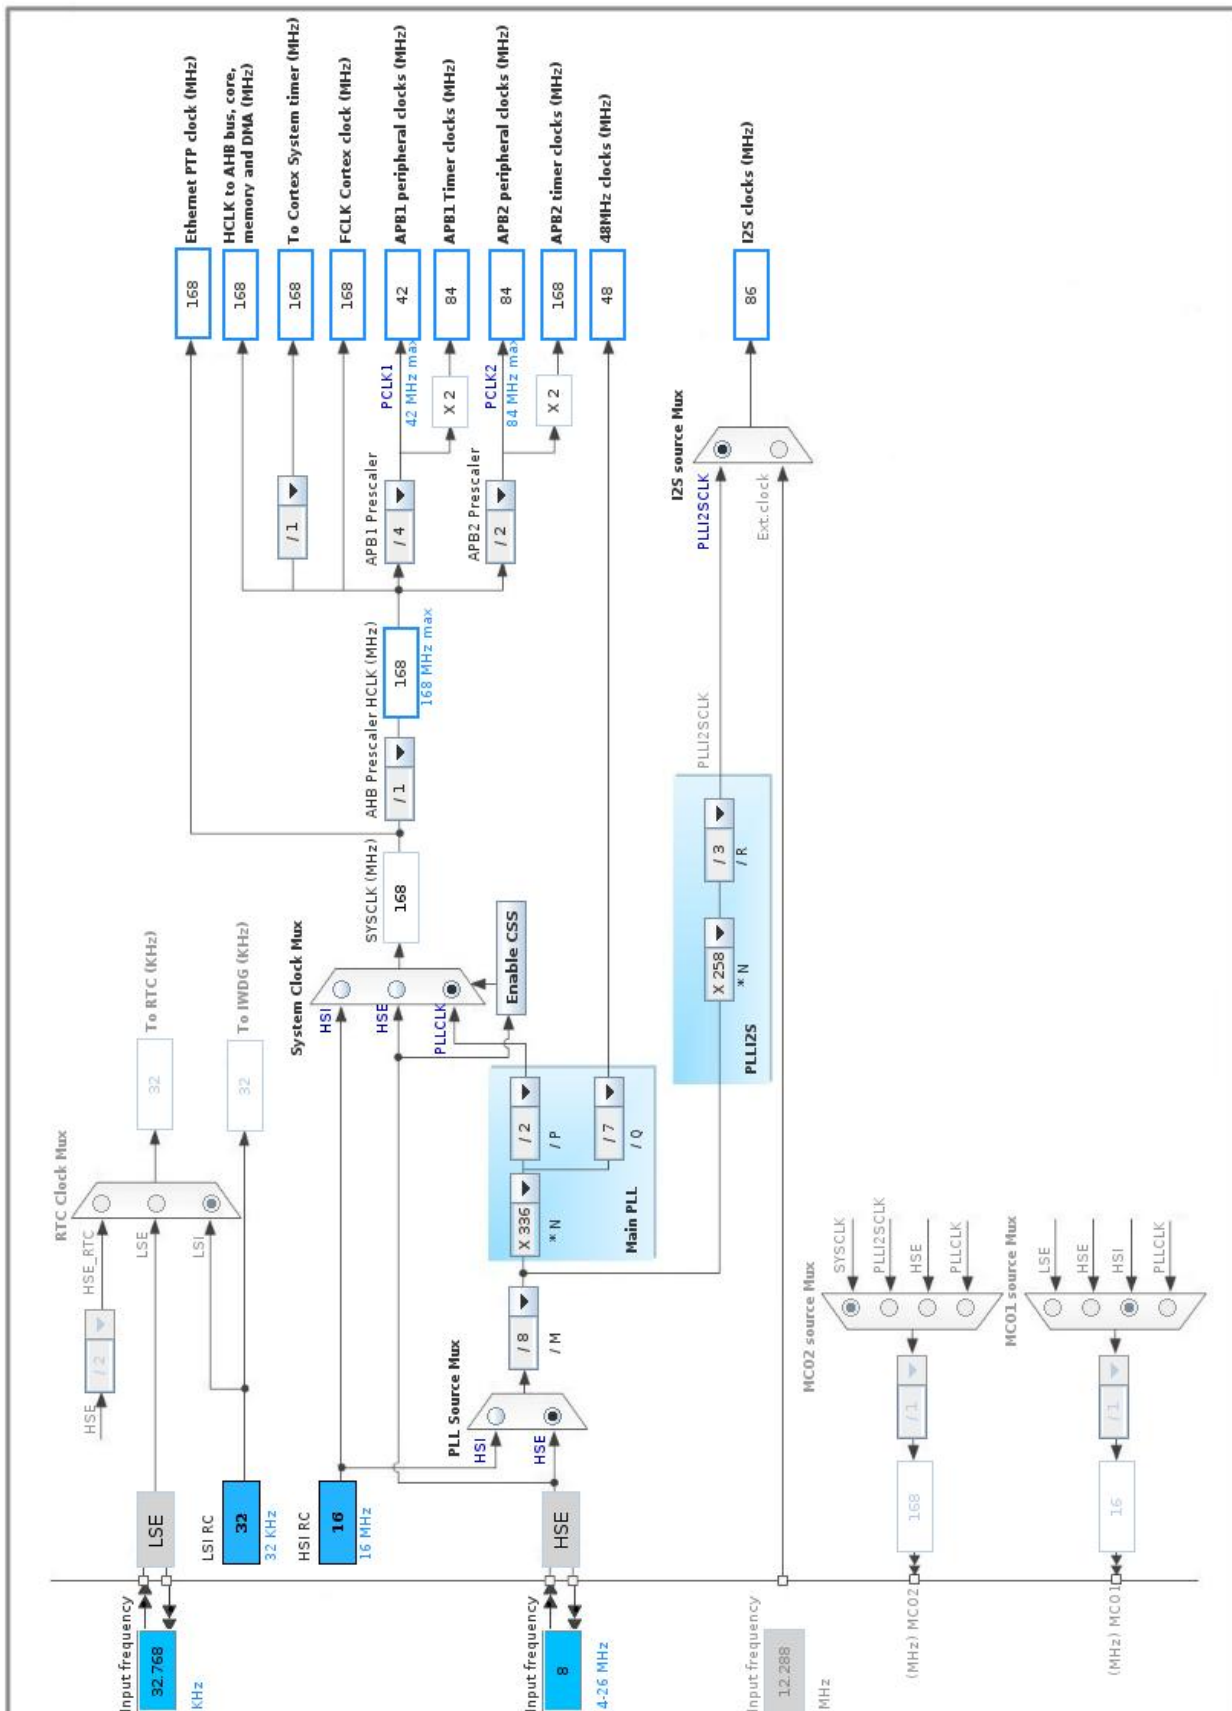 Input frequency
32.768
KHz
LSE
LSI RC
32
32 KHz
HSI RC
16
16 MHz
HSE
/ 2
HSE_RTC
LSE
LSI
RTC Clock Mux
32
To RTC (KHz)
32
To IWDG (KHz)
Input frequency
8
4-26 MHz
HSE
PLL Source Mux
HSI
HSE
/ 8
/ M
X 336
* N
/ 2
/ P
/ 7
/ Q
Main PLL
System Clock Mux
HSI
HSE
PLLCLK
Enable CSS
SYSCLK (MHz)
168
AHB Prescaler
/ 1
HCLK (MHz)
168
168 MHz max
/ 1
APB1 Prescaler
/ 4
PCLK1
42 MHz max
X 2
APB2 Prescaler
/ 2
PCLK2
84 MHz max
X 2
168
Ethernet PTP clock (MHz)
168
HCLK to AHB bus, core,
memory and DMA (MHz)
168
To Cortex System timer (MHz)
168
FCLK Cortex clock (MHz)
42
APB1 peripheral clocks (MHz)
84
APB1 Timer clocks (MHz)
84
APB2 peripheral clocks (MHz)
168
APB2 timer clocks (MHz)
48
48MHz clocks (MHz)
PLLI2S
X 258
* N
/ 3
/ R
PLLI2SCLK
I2S source Mux
PLLI2SCLK
Ext.clock
86
I2S clocks (MHz)
Input frequency
12.288
MHz
(MHz) MCO2
168
/ 1
MCO2 source Mux
SYSCLK
PLLI2SCLK
HSE
PLLCLK
(MHz) MCO1
16
/ 1
MCO1 source Mux
LSE
HSE
HSI
PLLCLK